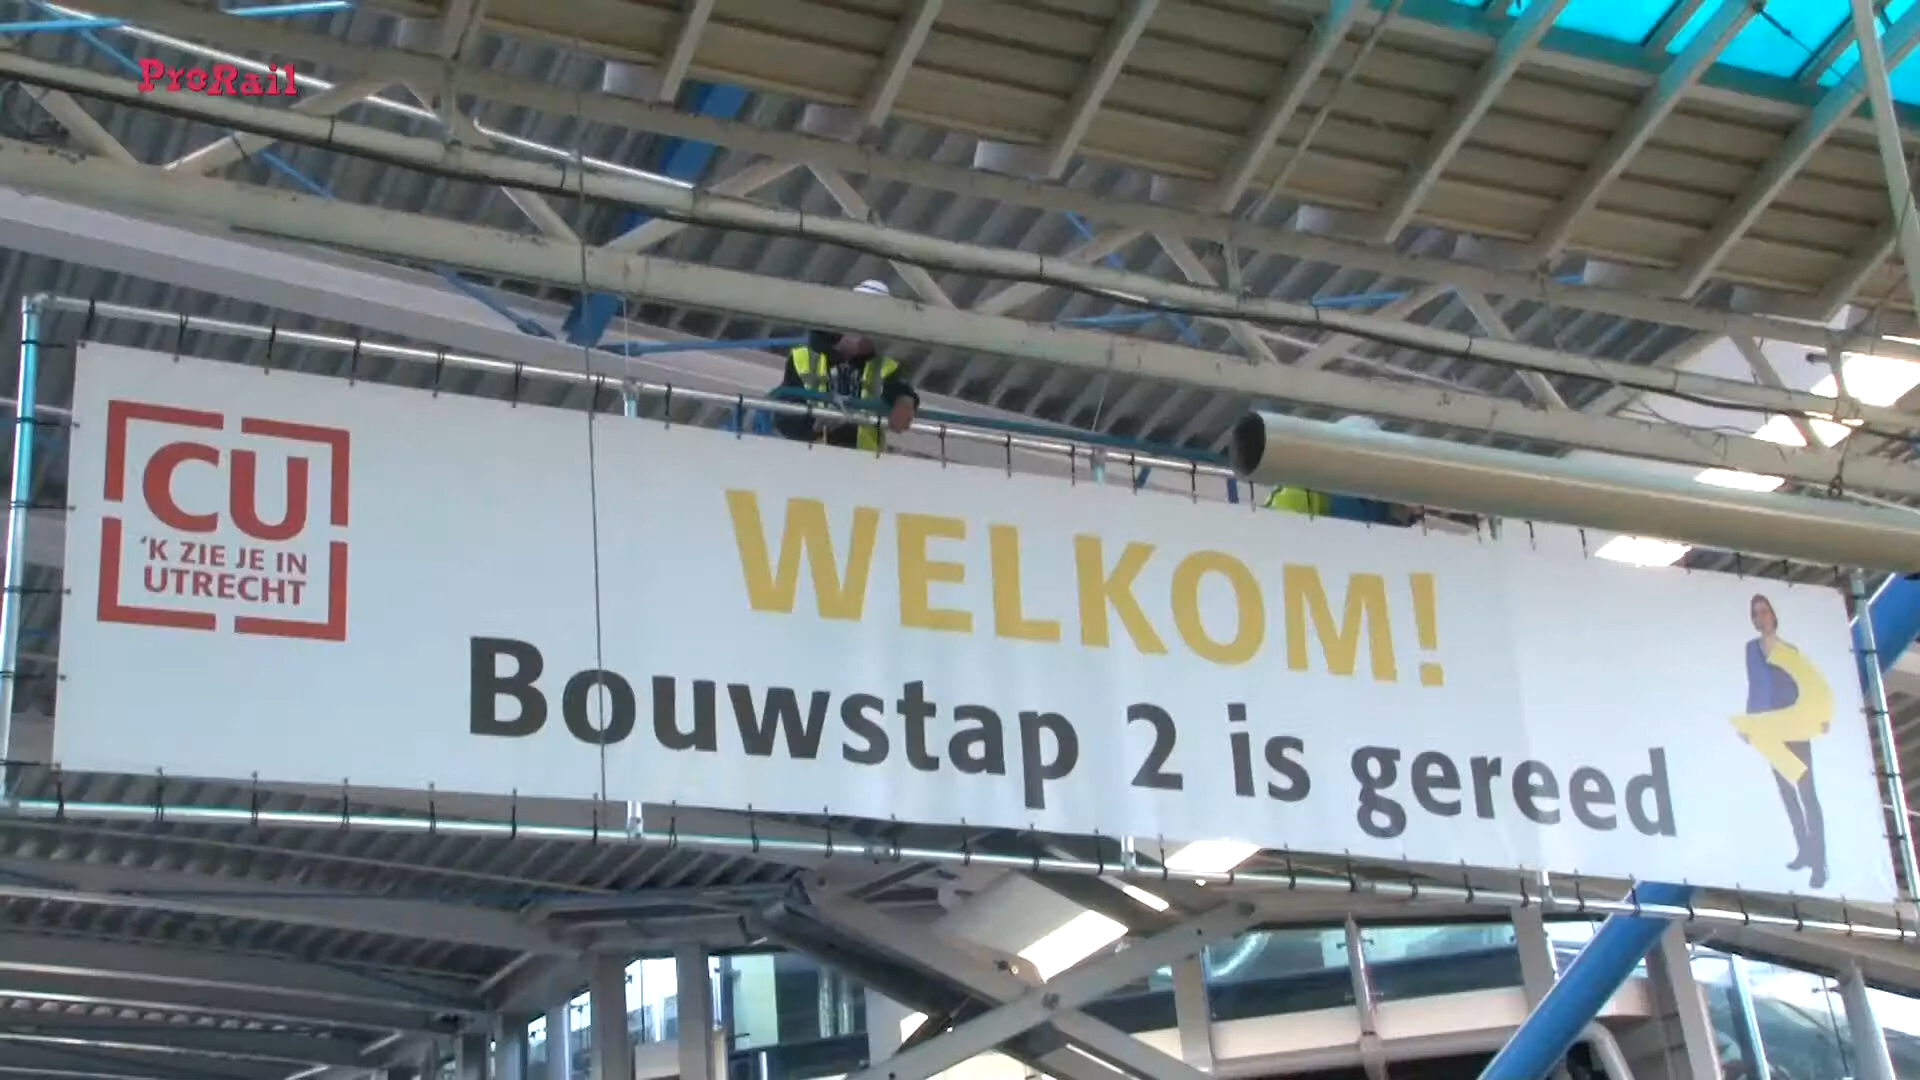 ProRail
CU
'K ZIE JE IN
UTRECHT
WELKOM!
Bouwstap 2 is gereed